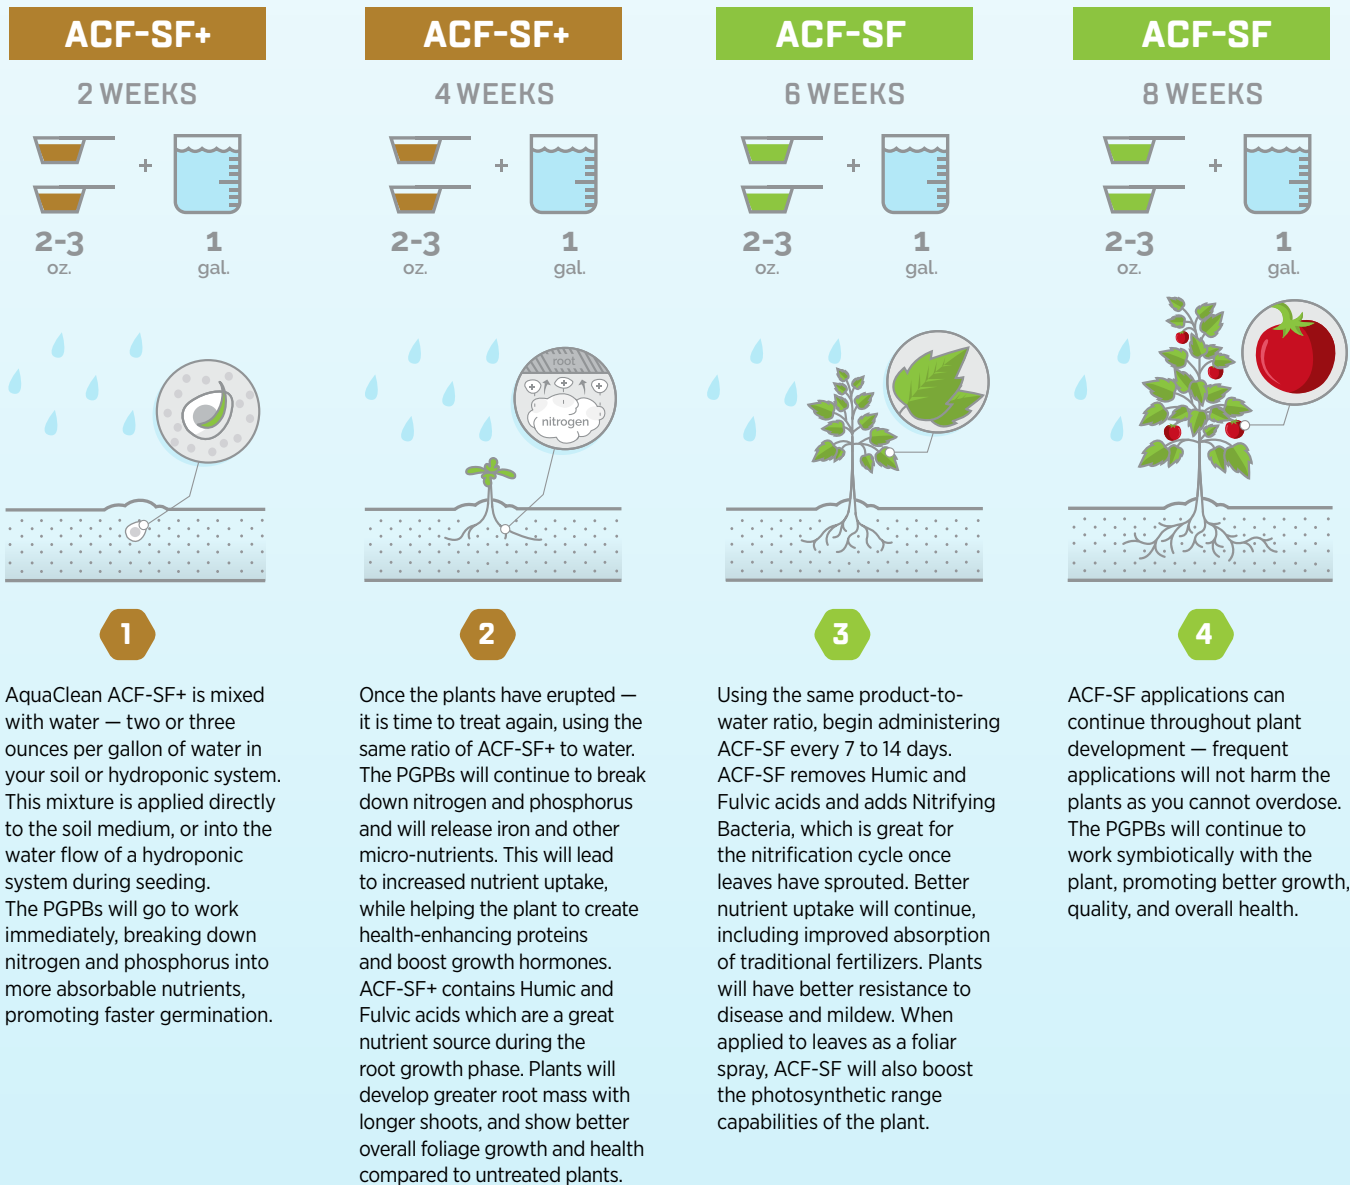 ACF-SF+
2 WEEKS
+
2-3
oz.
1
gal.
1
AquaClean ACF-SF+ is mixed
with water — two or three
ounces per gallon of water in
your soil or hydroponic system.
This mixture is applied directly
to the soil medium, or into the
water flow of a hydroponic
system during seeding.
The PGPBs will go to work
immediately, breaking down
nitrogen and phosphorus into
more absorbable nutrients,
promoting faster germination.
ACF-SF+
4 WEEKS
+
2-3
oz.
1
gal.
root
+ + +
nitrogen
2
Once the plants have erupted —
it is time to treat again, using the
same ratio of ACF-SF+ to water.
The PGPBs will continue to break
down nitrogen and phosphorus
and will release iron and other
micro-nutrients. This will lead
to increased nutrient uptake,
while helping the plant to create
health-enhancing proteins
and boost growth hormones.
ACF-SF+ contains Humic and
Fulvic acids which are a great
nutrient source during the
root growth phase. Plants will
develop greater root mass with
longer shoots, and show better
overall foliage growth and health
compared to untreated plants.
ACF-SF
6 WEEKS
+
2-3
oz.
1
gal.
3
Using the same product-to-
water ratio, begin administering
ACF-SF every 7 to 14 days.
ACF-SF removes Humic and
Fulvic acids and adds Nitrifying
Bacteria, which is great for
the nitrification cycle once
leaves have sprouted. Better
nutrient uptake will continue,
including improved absorption
of traditional fertilizers. Plants
will have better resistance to
disease and mildew. When
applied to leaves as a foliar
spray, ACF-SF will also boost
the photosynthetic range
capabilities of the plant.
ACF-SF
8 WEEKS
+
2-3
oz.
1
gal.
4
ACF-SF applications can
continue throughout plant
development — frequent
applications will not harm the
plants as you cannot overdose.
The PGPBs will continue to
work symbiotically with the
plant, promoting better growth,
quality, and overall health.